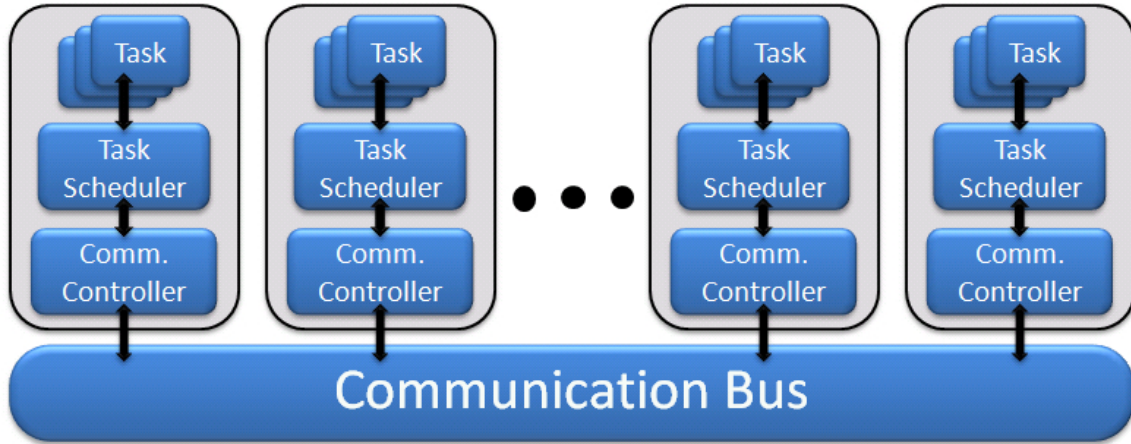 Task
Task
Scheduler
Comm.
Controller
Task
Task
Scheduler
Comm.
Controller
Task
Task
Scheduler
Comm.
Controller
Task
Task
Scheduler
Comm.
Controller
Communication Bus